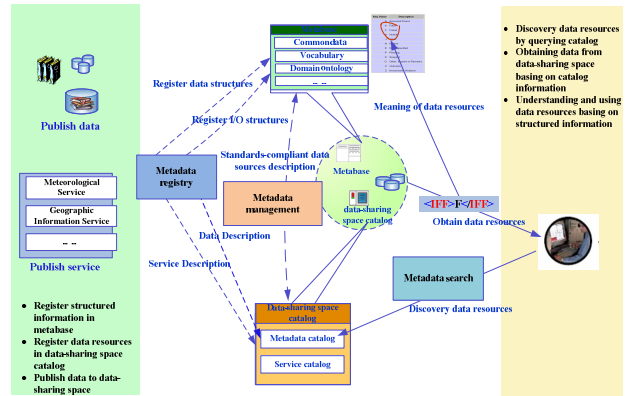 Publish data
Meteorological
Service
Geographic
Information Service
-- --
Publish service
● Register structured
information in
metabase
● Register data resources
in data-sharing space
catalog
● Publish data to data-
sharing space
Commondata
Vocabulary
Domain ontology
-- --
Register data structures
Register I/O structures
Standards-compliant data
sources description
Metadata
registry
Metadata
management
Data Description
Service Description
Metabase
data-sharing
space catalog
Meaning of data resources
<IFF>F</IFF>
Obtain data resources
Metadata search
Discovery data resources
Data-sharing space
catalog
Metadata catalog
Service catalog
● Discovery data resources
by querying catalog
● Obtaining data from
data-sharing space
basing on catalog
information
● Understanding and using
data resources basing on
structured information